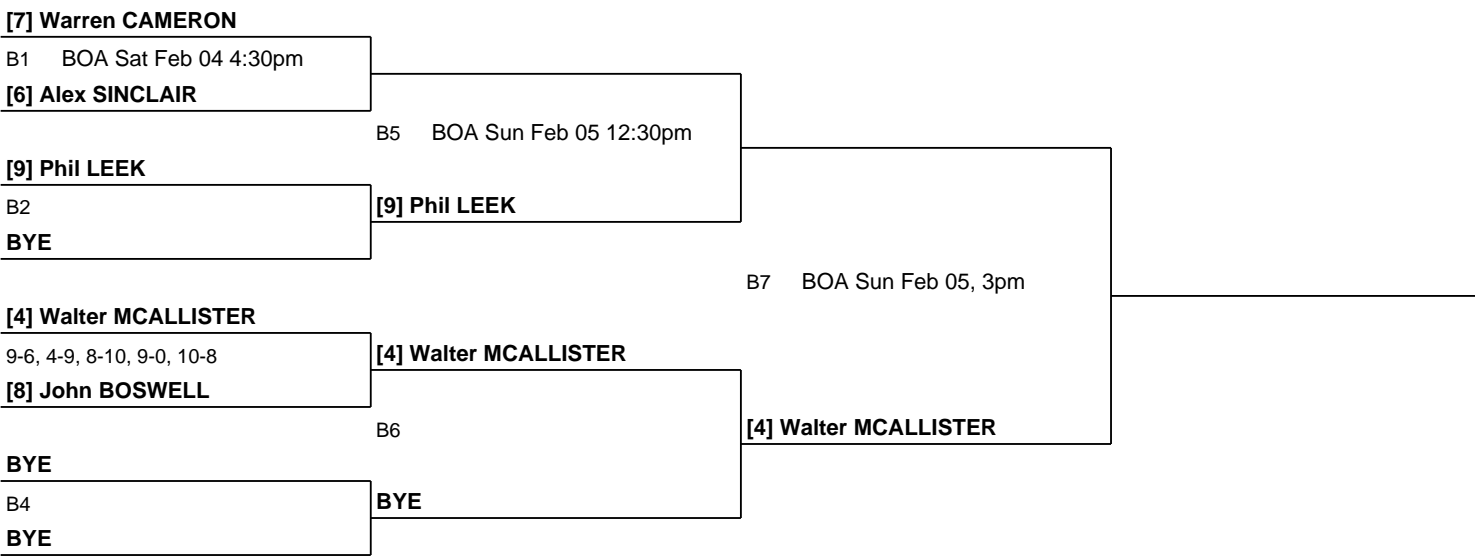 [7] Warren CAMERON
B1 BOA Sat Feb 04 4:30pm
[6] Alex SINCLAIR
B5 BOA Sun Feb 05 12:30pm
[9] Phil LEEK
B2
[9] Phil LEEK
BYE
B7 BOA Sun Feb 05, 3pm
[4] Walter MCALLISTER
9-6, 4-9, 8-10, 9-0, 10-8
[4] Walter MCALLISTER
[8] John BOSWELL
B6
[4] Walter MCALLISTER
BYE
B4
BYE
BYE